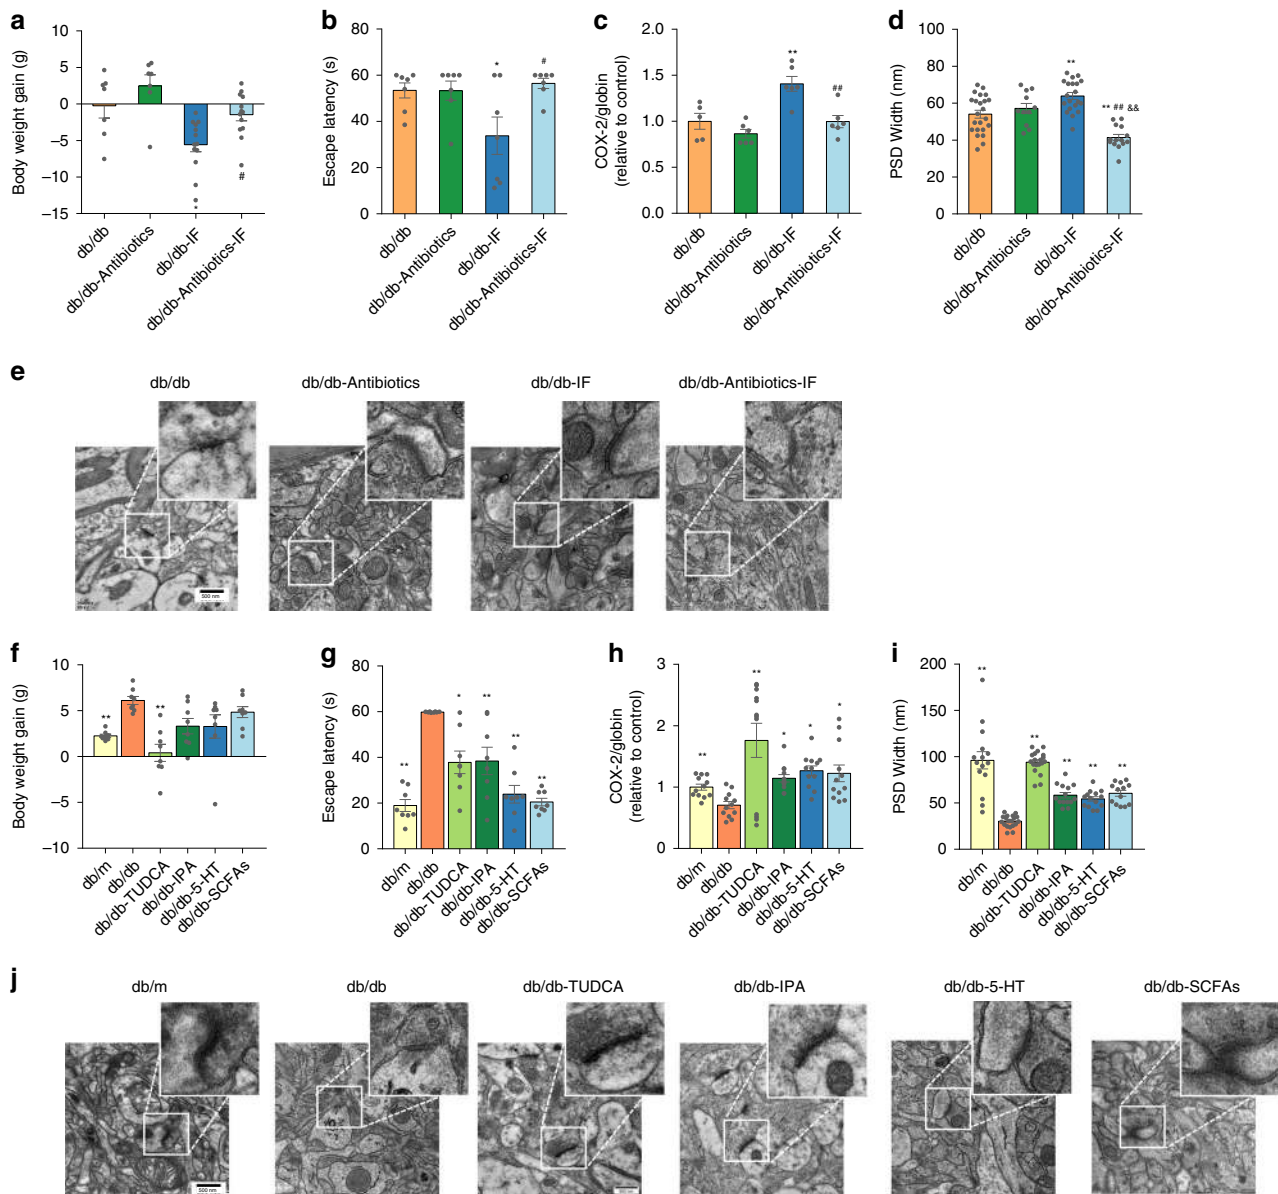 a
Body weight gain (g)
10
5
0
−5
−10
−15
*
#
db/db
db/db-Antibiotics
db/db-IF
db/db-Antibiotics-IF
b
Escape latency (s)
80
60
40
20
0
*
#
db/db
db/db-Antibiotics
db/db-IF
db/db-Antibiotics-IF
c
COX-2/globin
(relative to control)
2.0
1.5
1.0
0.5
0.0
**
##
db/db
db/db-Antibiotics
db/db-IF
db/db-Antibiotics-IF
d
PSD Width (nm)
100
80
60
40
20
0
**
** ## &&
db/db
db/db-Antibiotics
db/db-IF
db/db-Antibiotics-IF
e
db/db
db/db-Antibiotics
db/db-IF
db/db-Antibiotics-IF
500 nm
f
Body weight gain (g)
10
5
0
−5
−10
**
**
db/m
db/db
db/db-TUDCA
db/db-IPA
db/db-5-HT
db/db-SCFAs
g
Escape latency (s)
80
60
40
20
0
**
*
**
**
**
db/m
db/db
db/db-TUDCA
db/db-IPA
db/db-5-HT
db/db-SCFAs
h
COX-2/globin
(relative to control)
3
2
1
0
**
**
*
*
*
db/m
db/db
db/db-TUDCA
db/db-IPA
db/db-5-HT
db/db-SCFAs
i
PSD Width (nm)
200
150
100
50
0
**
**
**
**
**
db/m
db/db
db/db-TUDCA
db/db-IPA
db/db-5-HT
db/db-SCFAs
j
db/m
db/db
db/db-TUDCA
db/db-IPA
db/db-5-HT
db/db-SCFAs
500 nm